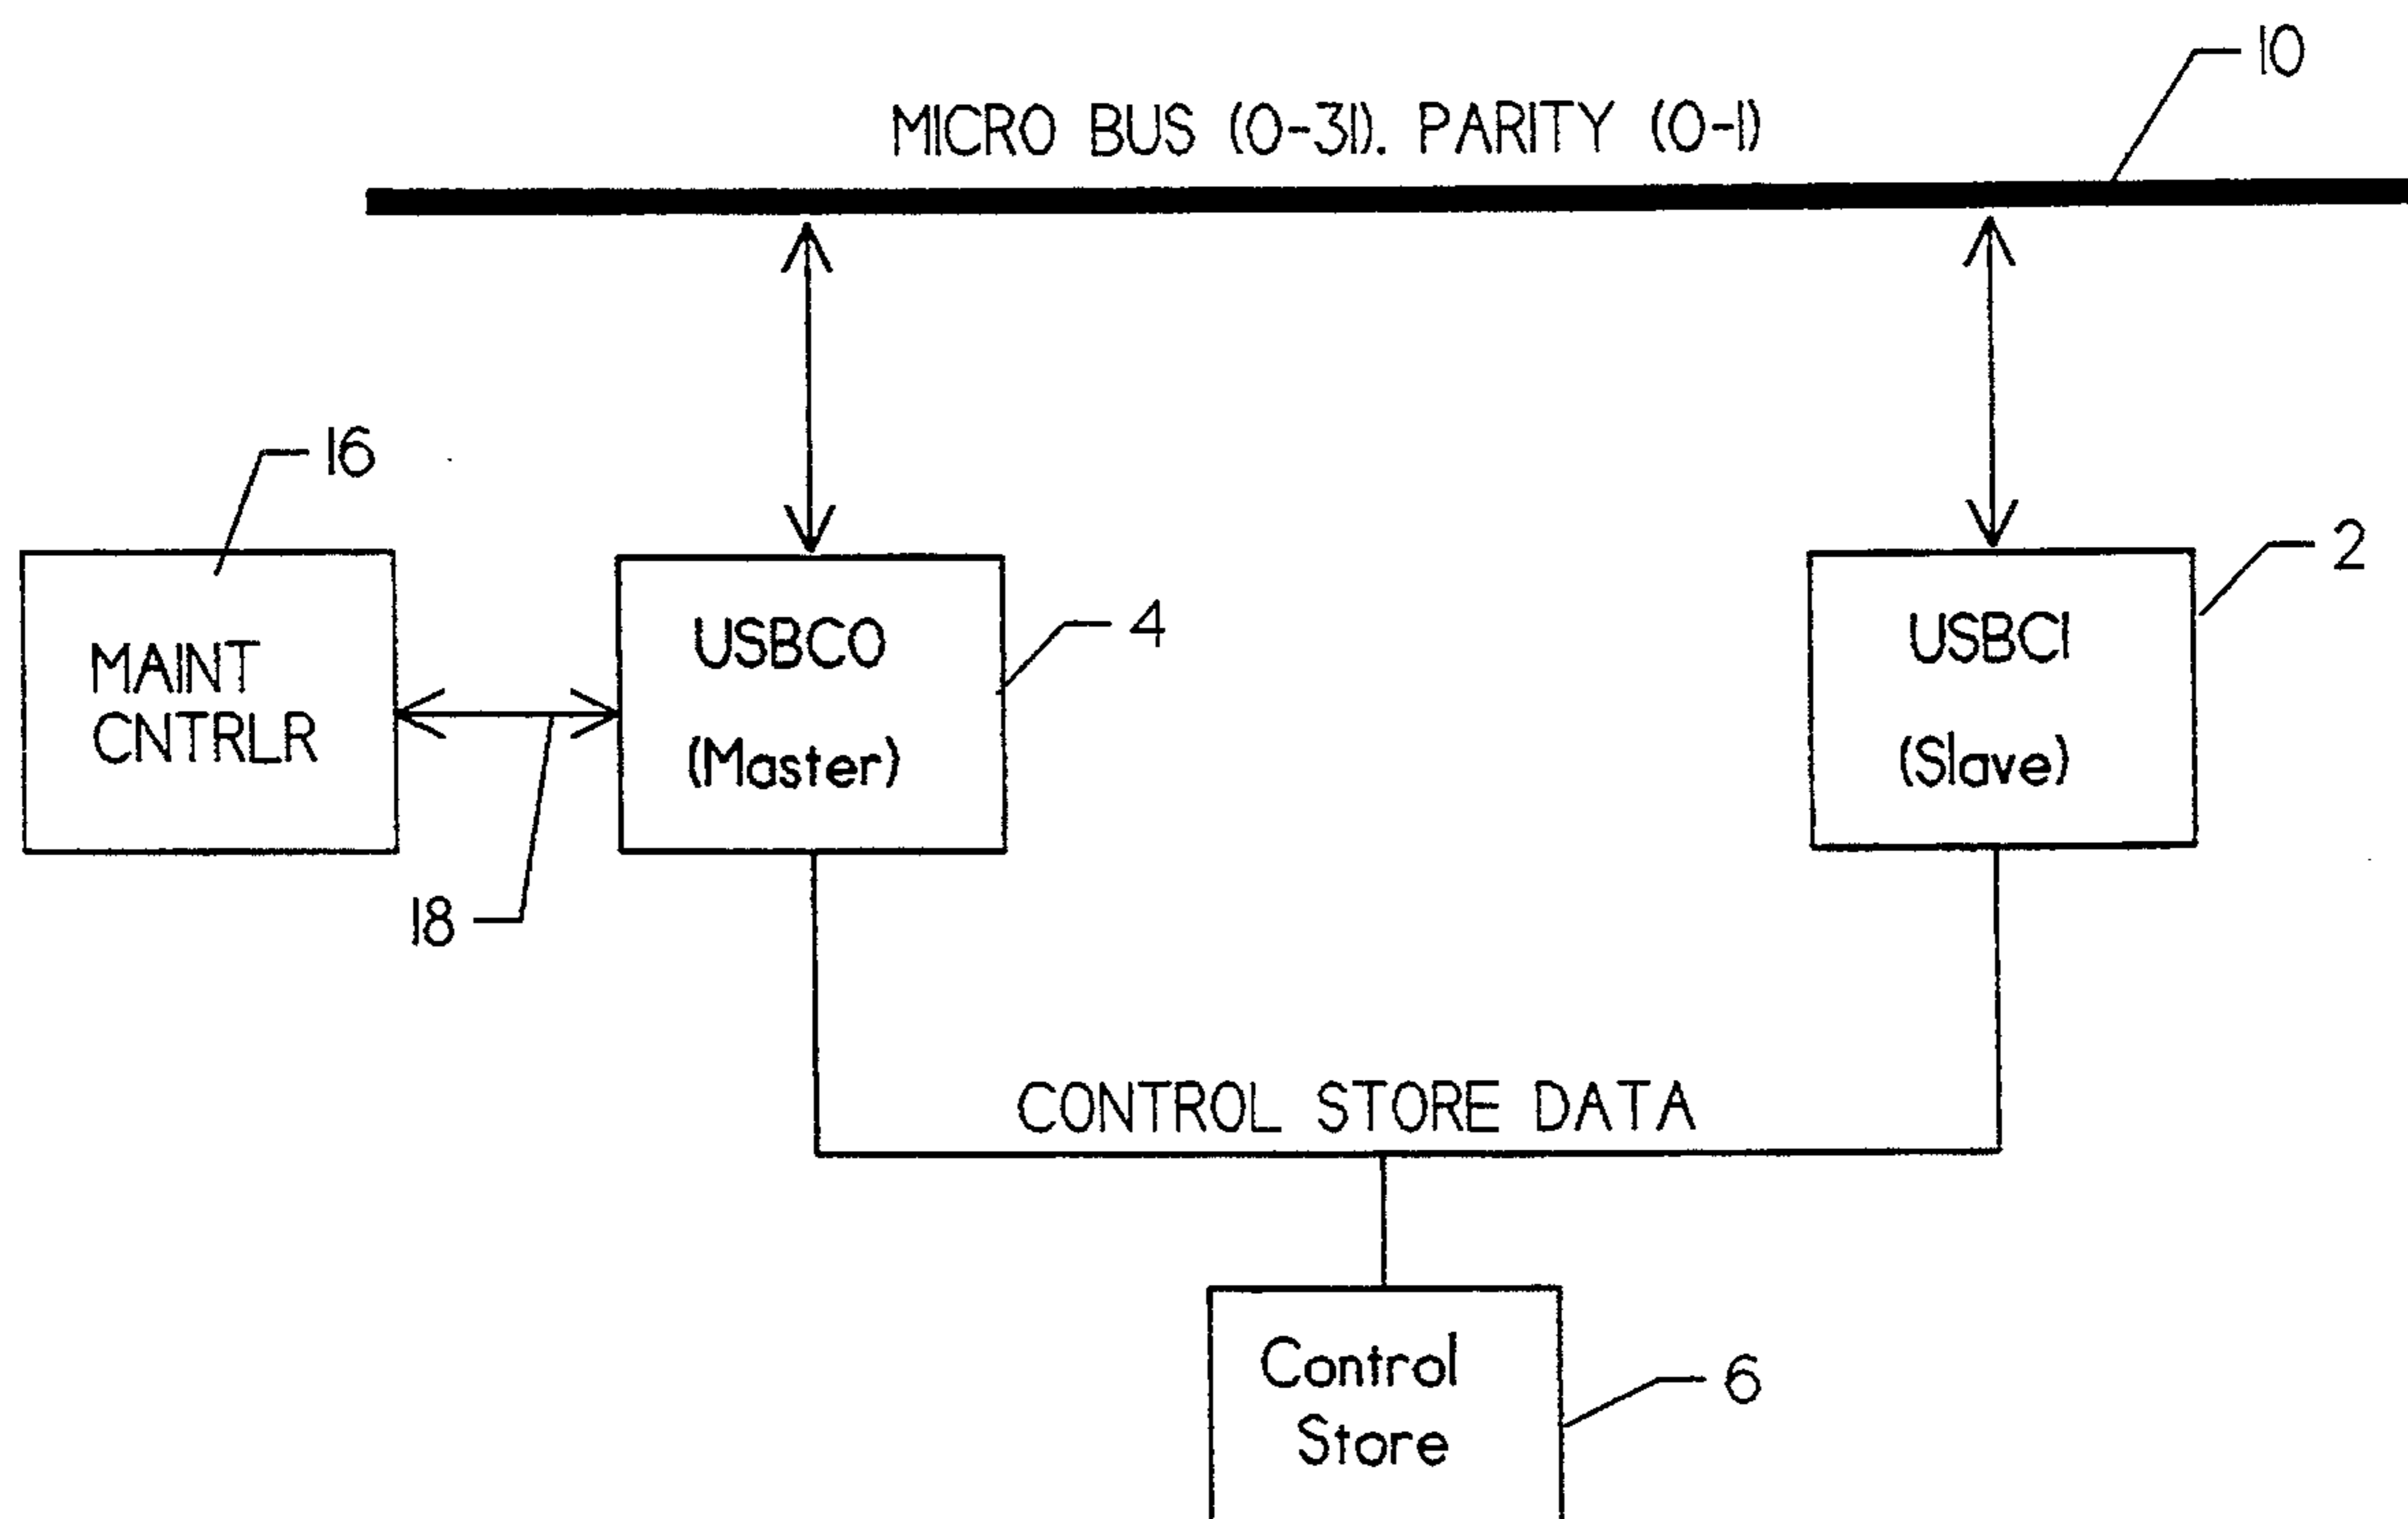 10
MICRO BUS (0-31). PARITY (0-1)
16
2
4
USBC0
(Master)
USBC1
(Slave)
MAINT
CNTRLR
18
CONTROL STORE DATA
Control
Store
6